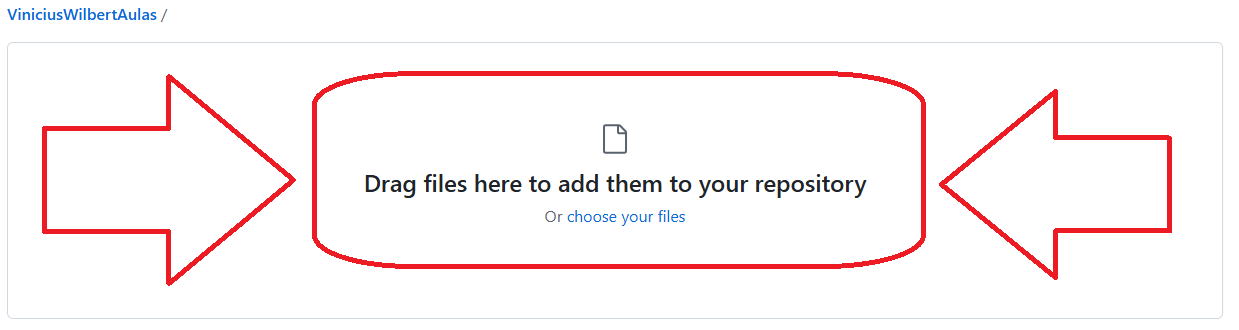 ViniciusWilbertAulas /
Drag files here to add them to your repository
Or choose your files